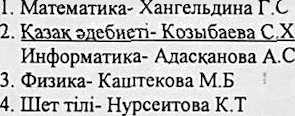 1. Математика- Хангельдина Г.С
2. Қазақ әдебиеті- Козыбаева С.Х
Информатика- Адасқанова А.С
3. Физика- Каштекова М.Б
4. Шет тілі- Нурсеитова К.Т